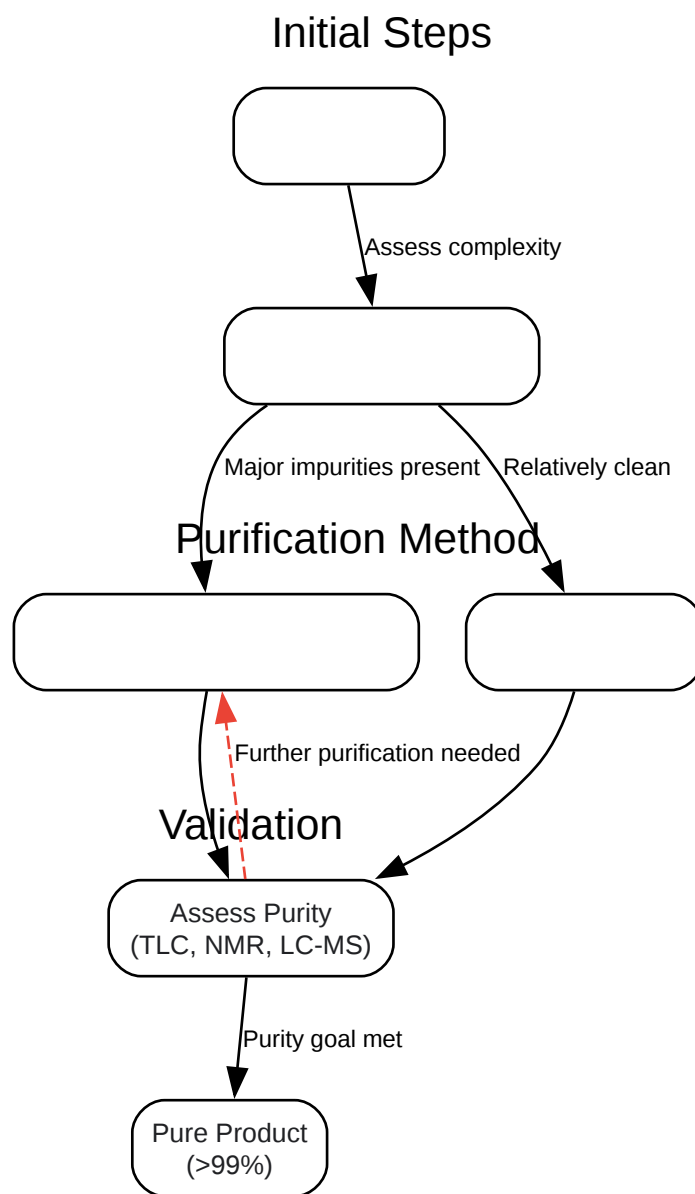 Initial Steps
Assess complexity
Major impurities present
Relatively clean
Purification Method
Further purification needed
Validation
Assess Purity
(TLC, NMR, LC-MS)
Purity goal met
Pure Product
(>99%)